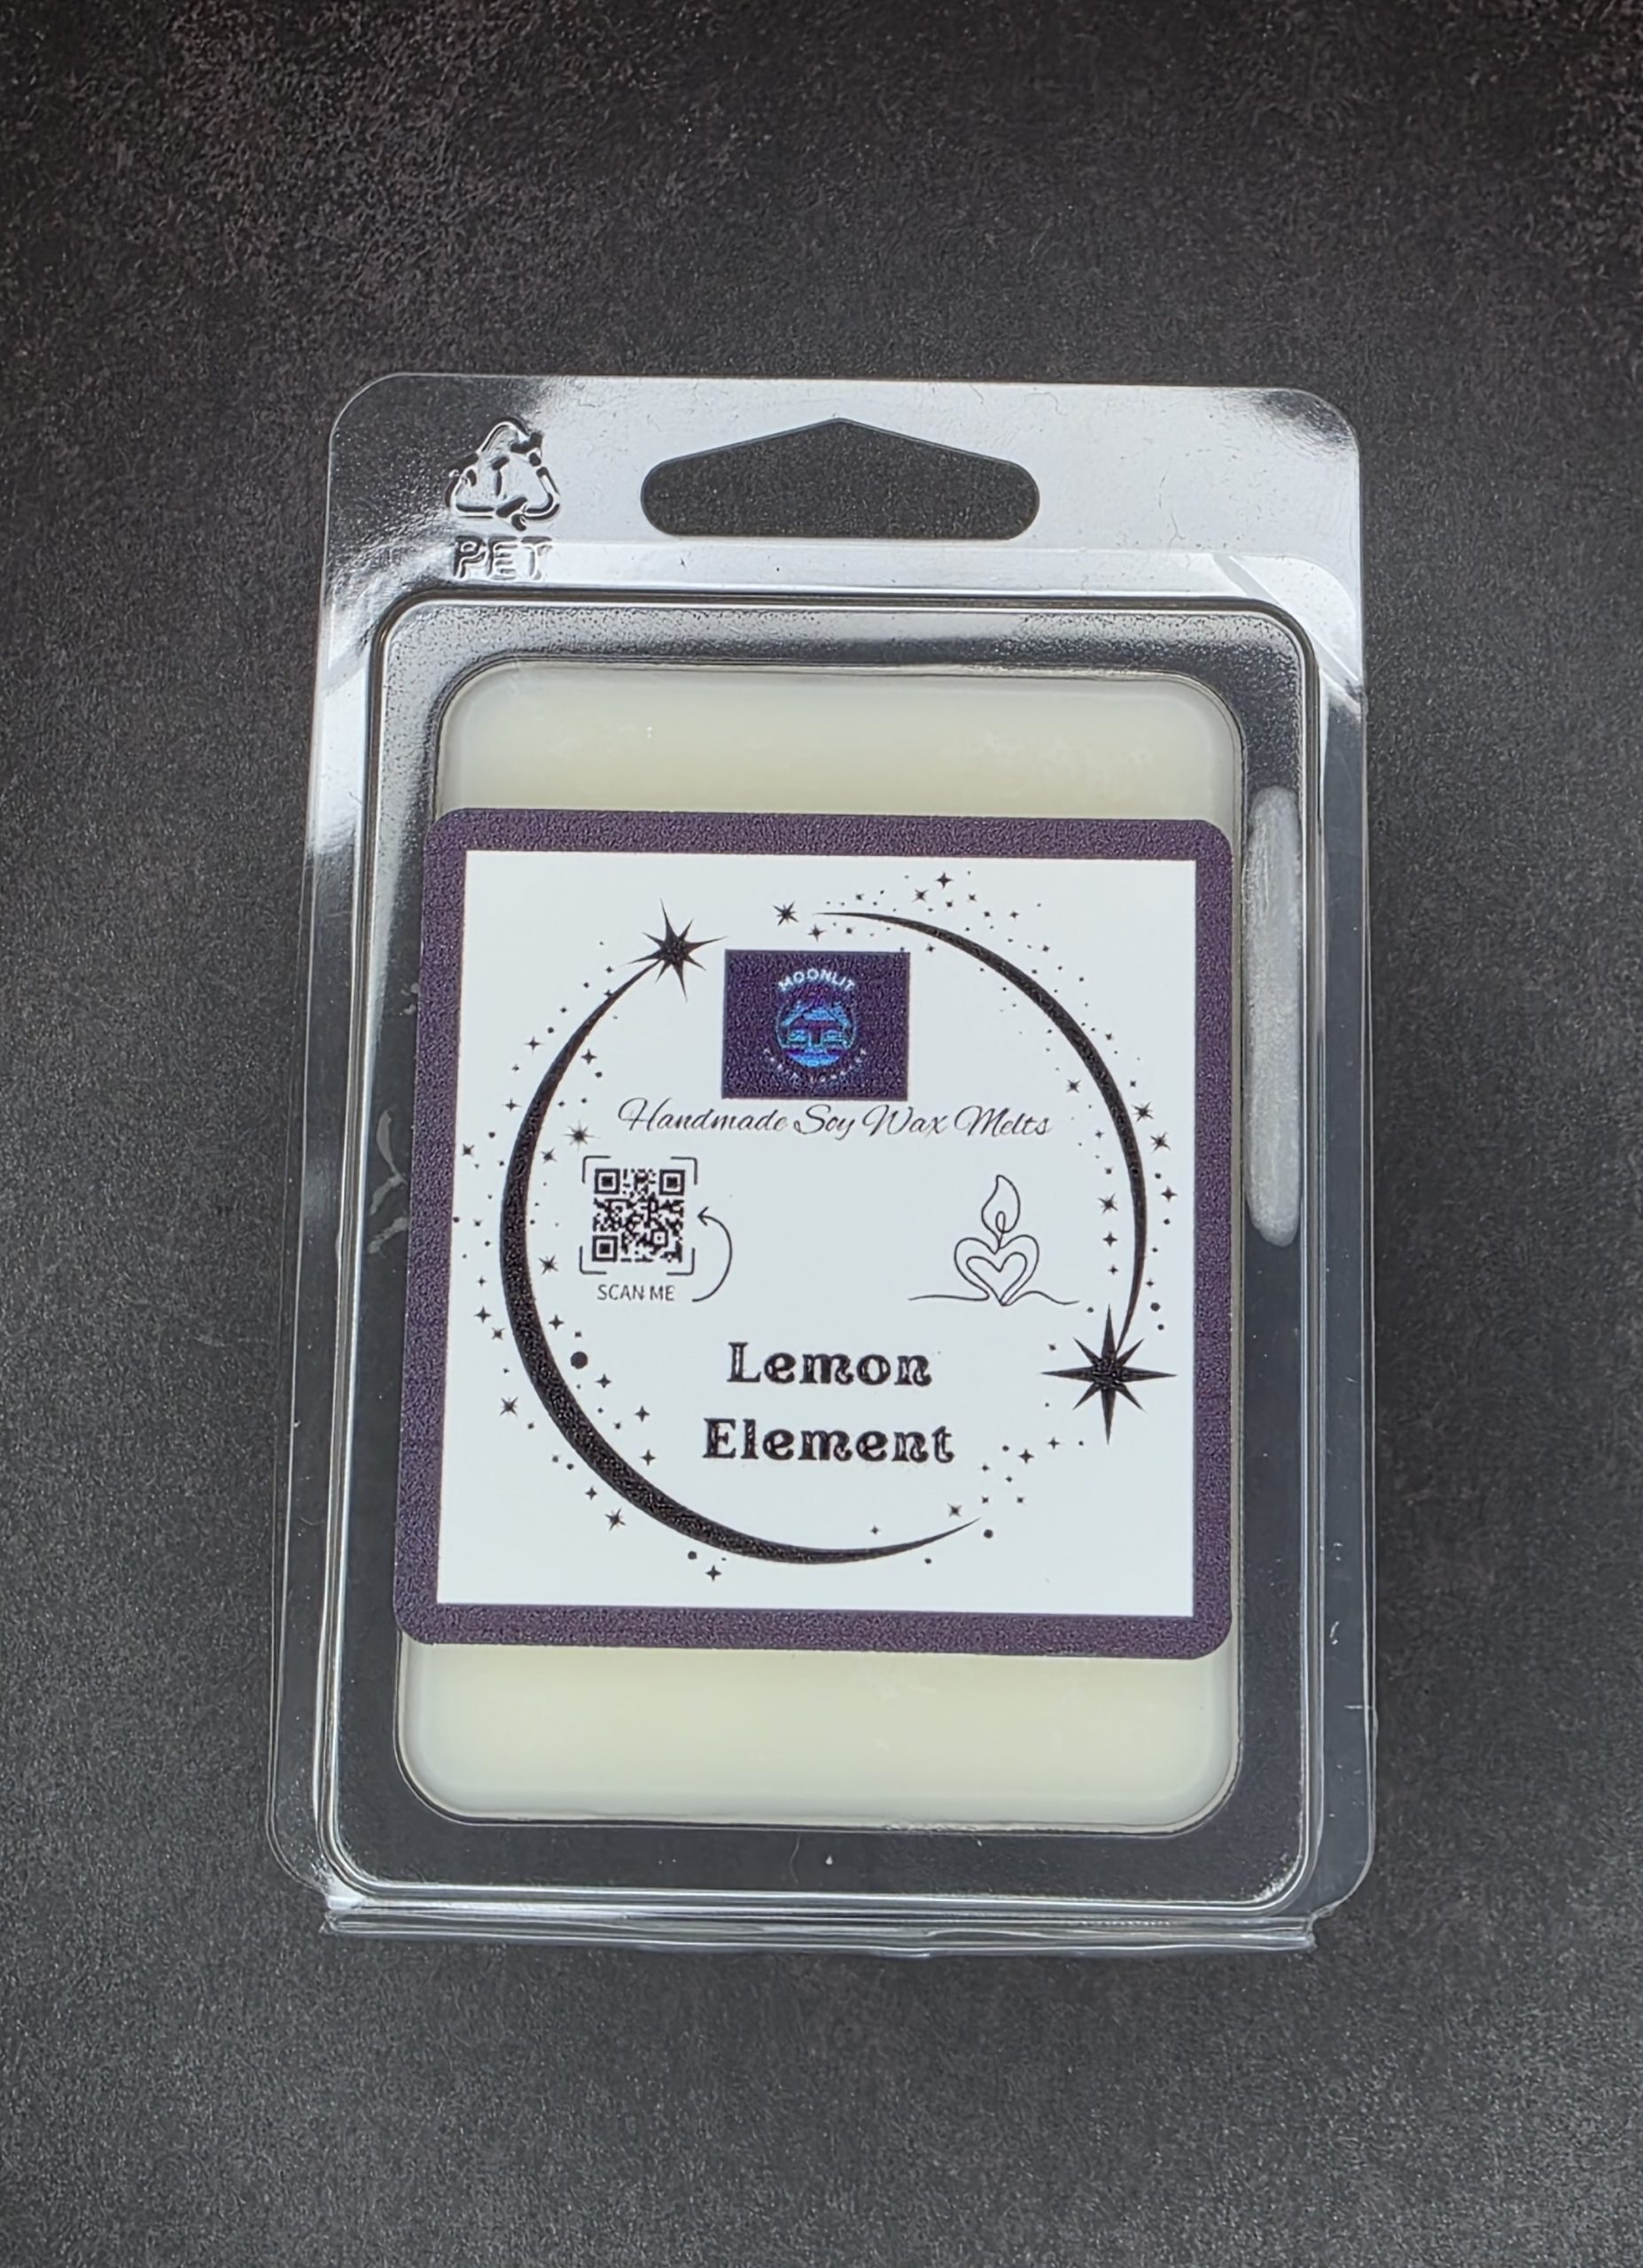 PET
MOONLIT
Handmade Soy Wax Melts
SCAN ME
Lemon
Element